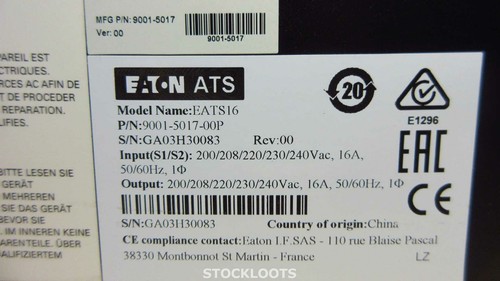 MFG P/N: 9001-5017
Ver: 00
9001-5017
PAREIL EST
CTRIQUES.
RCES AC AFIN DE
DE PROCEDER
REPARATION.
LIFIES.
BITTE LESEN SIE
GERÄT
MEHREREN
GERÄT SIND
BEVOR SIE
IM INNEREN KEINE
PARENTEILE. ÜBER
UALIFIZIERTEM
EATON ATS
20
Model Name:EATS16
P/N:9001-5017-00P
S/N:GA03H30083 Rev:00
Input(S1/S2): 200/208/220/230/240Vac, 16A,
50/60Hz, 1Φ
Output: 200/208/220/230/240Vac, 16A, 50/60Hz, 1Φ
E1296
EAC
CE
S/N:GA03H30083 Country of origin:China
CE compliance contact:Eaton I.F.SAS - 110 rue Blaise Pascal
38330 Montbonnot St Martin - France
LZ
STOCKLOOTS